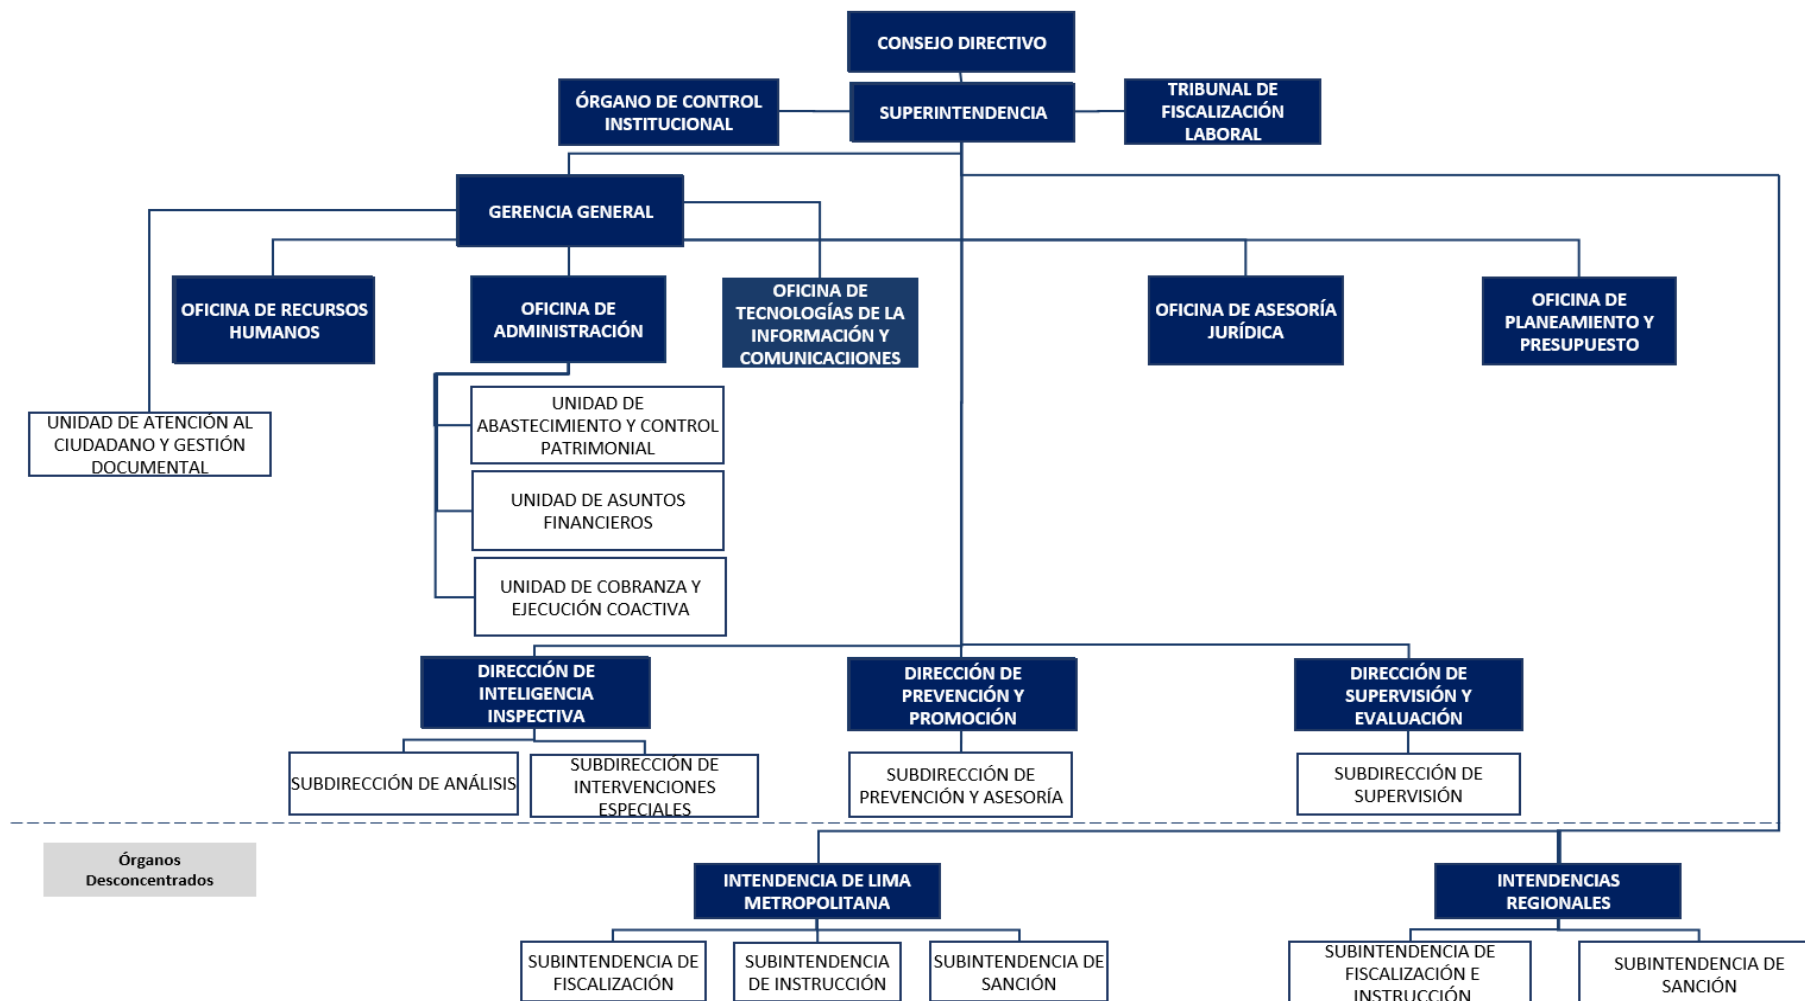 CONSEJO DIRECTIVO
ÓRGANO DE CONTROL
INSTITUCIONAL
SUPERINTENDENCIA
TRIBUNAL DE
FISCALIZACIÓN
LABORAL
GERENCIA GENERAL
OFICINA DE RECURSOS
HUMANOS
OFICINA DE
ADMINISTRACIÓN
OFICINA DE
TECNOLOGÍAS DE LA
INFORMACIÓN Y
COMUNICACIIONES
OFICINA DE ASESORÍA
JURÍDICA
OFICINA DE
PLANEAMIENTO Y
PRESUPUESTO
UNIDAD DE ATENCIÓN AL
CIUDADANO Y GESTIÓN
DOCUMENTAL
UNIDAD DE
ABASTECIMIENTO Y CONTROL
PATRIMONIAL
UNIDAD DE ASUNTOS
FINANCIEROS
UNIDAD DE COBRANZA Y
EJECUCIÓN COACTIVA
DIRECCIÓN DE
INTELIGENCIA
INSPECTIVA
DIRECCIÓN DE
PREVENCIÓN Y
PROMOCIÓN
DIRECCIÓN DE
SUPERVISIÓN Y
EVALUACIÓN
SUBDIRECCIÓN DE ANÁLISIS
SUBDIRECCIÓN DE
INTERVENCIONES
ESPECIALES
SUBDIRECCIÓN DE
PREVENCIÓN Y ASESORÍA
SUBDIRECCIÓN DE
SUPERVISIÓN
Órganos
Desconcentrados
INTENDENCIA DE LIMA
METROPOLITANA
INTENDENCIAS
REGIONALES
SUBINTENDENCIA DE
FISCALIZACIÓN
SUBINTENDENCIA
DE INSTRUCCIÓN
SUBINTENDENCIA DE
SANCIÓN
SUBINTENDENCIA DE
FISCALIZACIÓN E
INSTRUCCIÓN
SUBINTENDENCIA DE
SANCIÓN